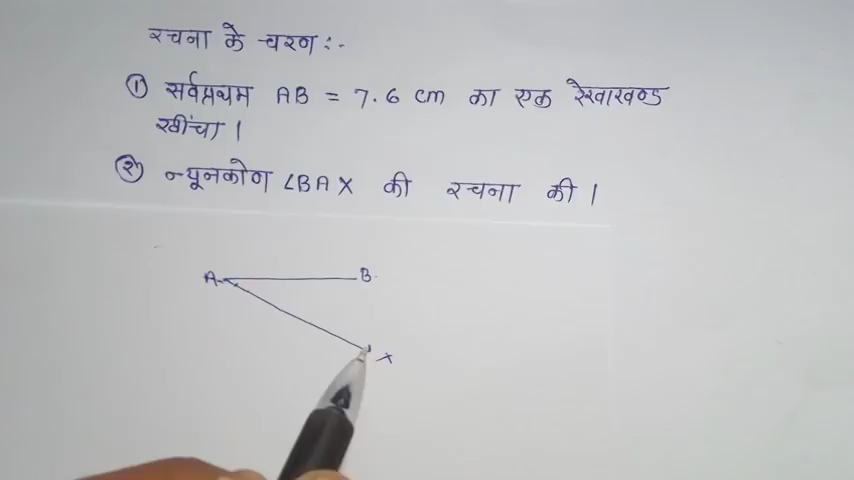 रचना के चरण :-
① सर्वप्रथम AB = 7.6 cm का एक रेखाखण्ड
खींचा |
② न्यूनकोण ∠BAX की रचना की |
A B
X